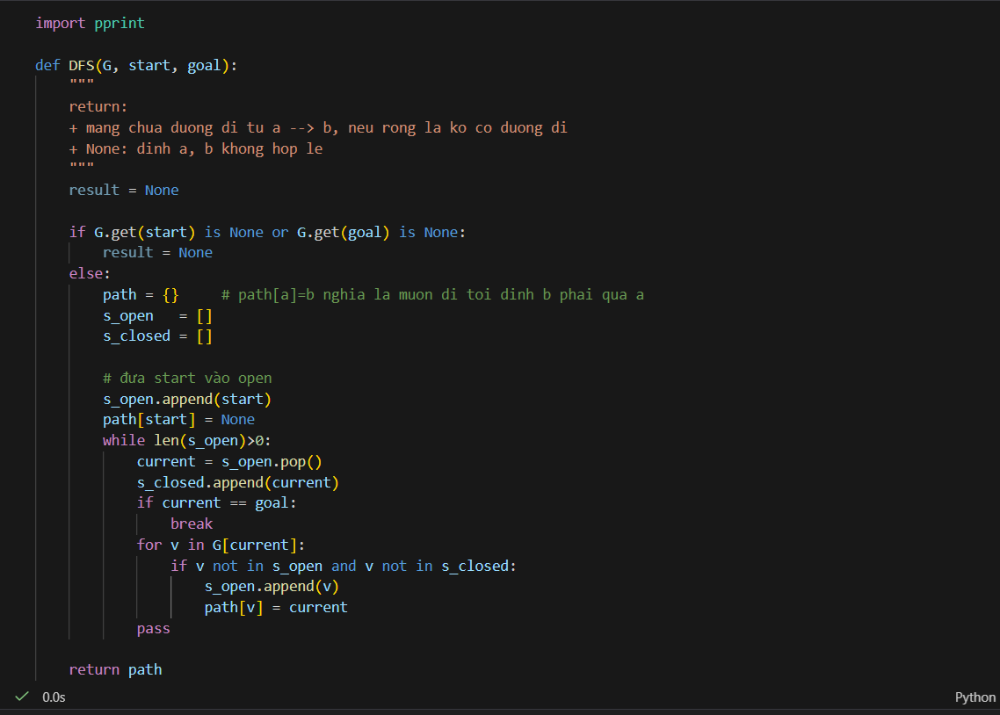 import pprint
def DFS(G, start, goal):
"""
return:
+ mang chua duong di tu a --> b, neu rong la ko co duong di
+ None: dinh a, b khong hop le
"""
result = None
if G.get(start) is None or G.get(goal) is None:
result = None
else:
path = {}     # path[a]=b nghia la muon di toi dinh b phai qua a
s_open   = []
s_closed = []
# đưa start vào open
s_open.append(start)
path[start] = None
while len(s_open)>0:
current = s_open.pop()
s_closed.append(current)
if current == goal:
break
for v in G[current]:
if v not in s_open and v not in s_closed:
s_open.append(v)
path[v] = current
pass
return path
0.0s
Python